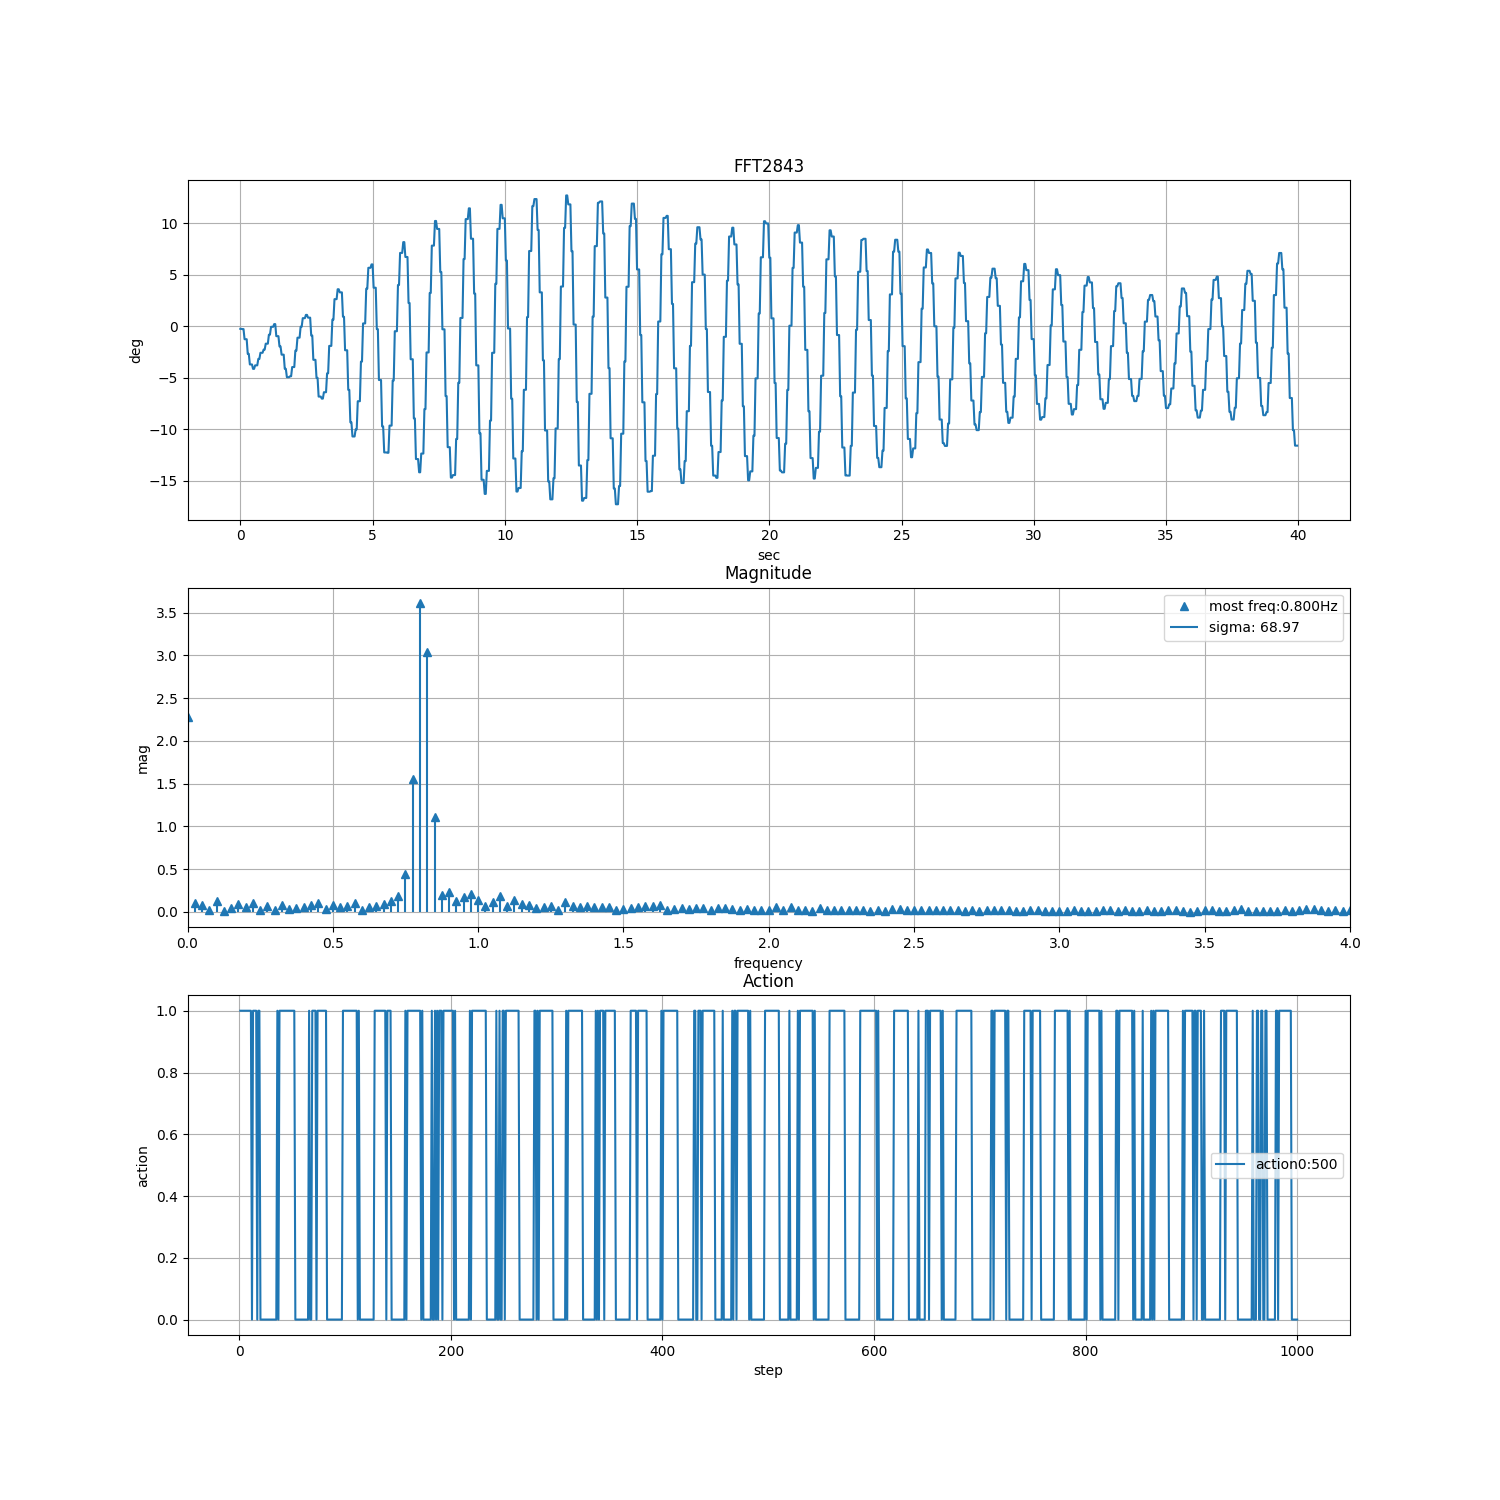 FFT2843
10
5
0
−5
−10
−15
deg
0 5 10 15 20 25 30 35 40
sec
Magnitude
most freq:0.800Hz
sigma: 68.97
3.5
3.0
2.5
2.0
1.5
1.0
0.5
0.0
mag
0.0 0.5 1.0 1.5 2.0 2.5 3.0 3.5 4.0
frequency
Action
1.0
0.8
0.6
0.4
0.2
0.0
action
action0:500
0 200 400 600 800 1000
step